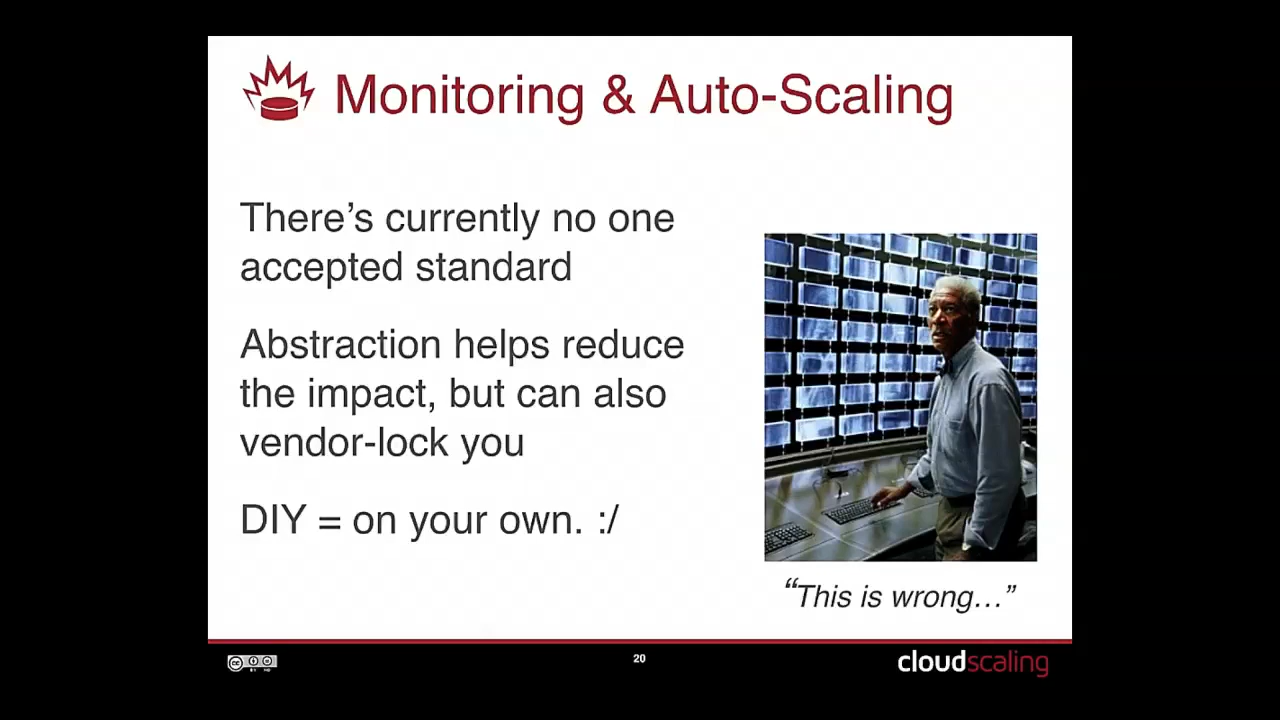 Monitoring & Auto-Scaling
There’s currently no one
accepted standard
Abstraction helps reduce
the impact, but can also
vendor-lock you
DIY = on your own. :/
“This is wrong…”
20
cloudscaling